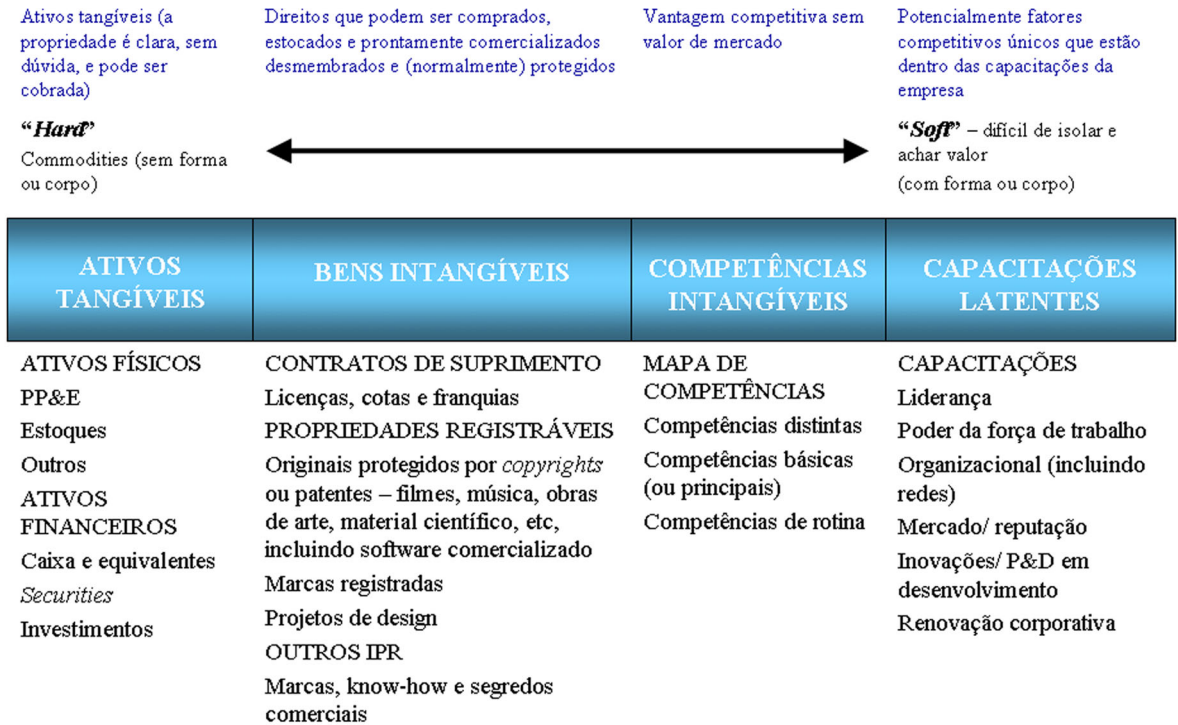 Ativos tangíveis (a
propriedade é clara, sem
dúvida, e pode ser
cobrada)
Direitos que podem ser comprados,
estocados e prontamente comercializados
desmembrados e (normalmente) protegidos
Vantagem competitiva sem
valor de mercado
Potencialmente fatores
competitivos únicos que estão
dentro das capacitações da
empresa
“Hard”
Commodities (sem forma
ou corpo)
“Soft” – difícil de isolar e
achar valor
(com forma ou corpo)
ATIVOS
TANGÍVEIS
BENS INTANGÍVEIS
COMPETÊNCIAS
INTANGÍVEIS
CAPACITAÇÕES
LATENTES
ATIVOS FÍSICOS
PP&E
Estoques
Outros
ATIVOS
FINANCEIROS
Caixa e equivalentes
Securities
Investimentos
CONTRATOS DE SUPRIMENTO
Licenças, cotas e franquias
PROPRIEDADES REGISTRÁVEIS
Originais protegidos por copyrights
ou patentes – filmes, música, obras
de arte, material científico, etc,
incluindo software comercializado
Marcas registradas
Projetos de design
OUTROS IPR
Marcas, know-how e segredos
comerciais
MAPA DE
COMPETÊNCIAS
Competências distintas
Competências básicas
(ou principais)
Competências de rotina
CAPACITAÇÕES
Liderança
Poder da força de trabalho
Organizacional (incluindo
redes)
Mercado/ reputação
Inovações/ P&D em
desenvolvimento
Renovação corporativa